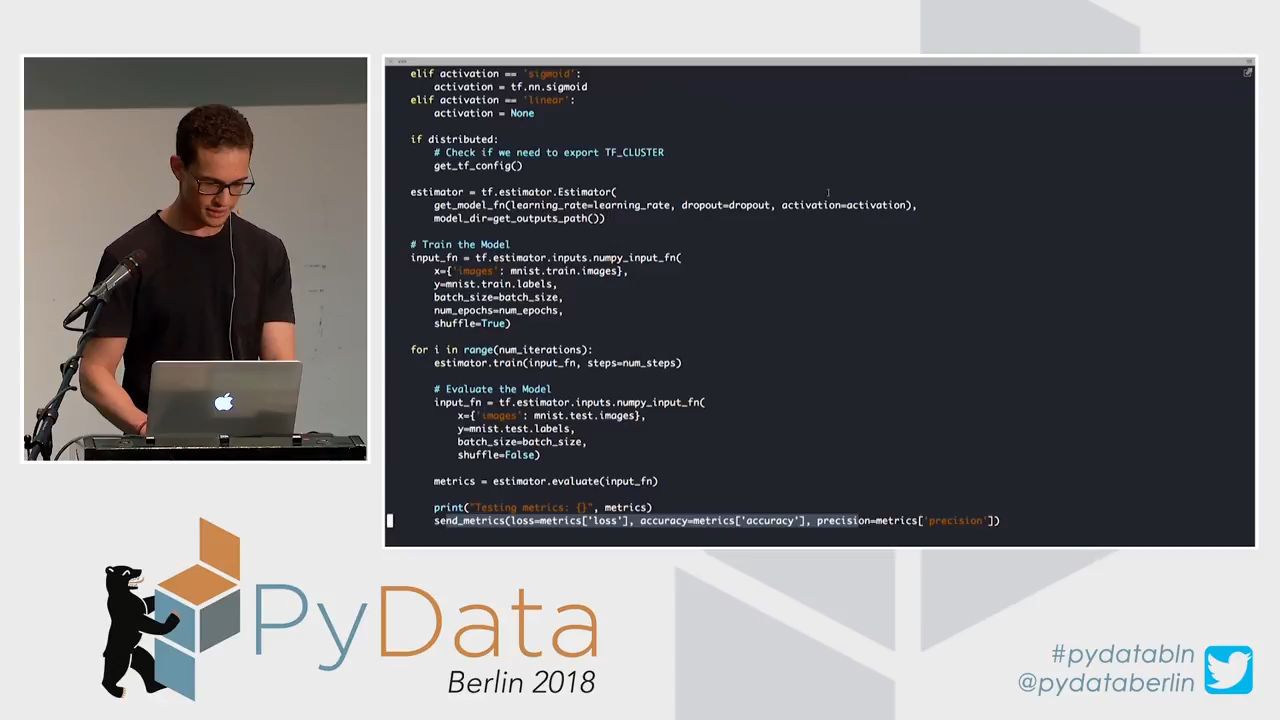 elif activation == 'sigmoid':
activation = tf.nn.sigmoid
elif activation == 'linear':
activation = None
if distributed:
# Check if we need to export TF_CLUSTER
get_tf_config()
estimator = tf.estimator.Estimator(
get_model_fn(learning_rate=learning_rate, dropout=dropout, activation=activation),
model_dir=get_outputs_path())
# Train the Model
input_fn = tf.estimator.inputs.numpy_input_fn(
x={'images': mnist.train.images},
y=mnist.train.labels,
batch_size=batch_size,
num_epochs=num_epochs,
shuffle=True)
for i in range(num_iterations):
estimator.train(input_fn, steps=num_steps)
# Evaluate the Model
input_fn = tf.estimator.inputs.numpy_input_fn(
x={'images': mnist.test.images},
y=mnist.test.labels,
batch_size=batch_size,
shuffle=False)
metrics = estimator.evaluate(input_fn)
print("Testing metrics: {}", metrics)
send_metrics(loss=metrics['loss'], accuracy=metrics['accuracy'], precision=metrics['precision'])
PyData
Berlin 2018
#pydatabln
@pydataberlin